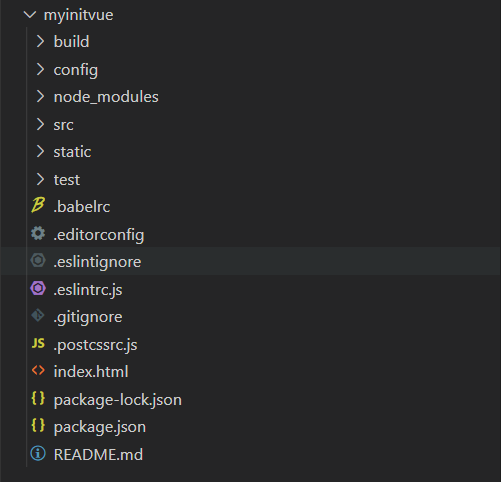 myinitvue
build
config
node_modules
src
static
test
.babelrc
.editorconfig
.eslintignore
.eslintrc.js
.gitignore
.postcssrc.js
index.html
package-lock.json
package.json
README.md